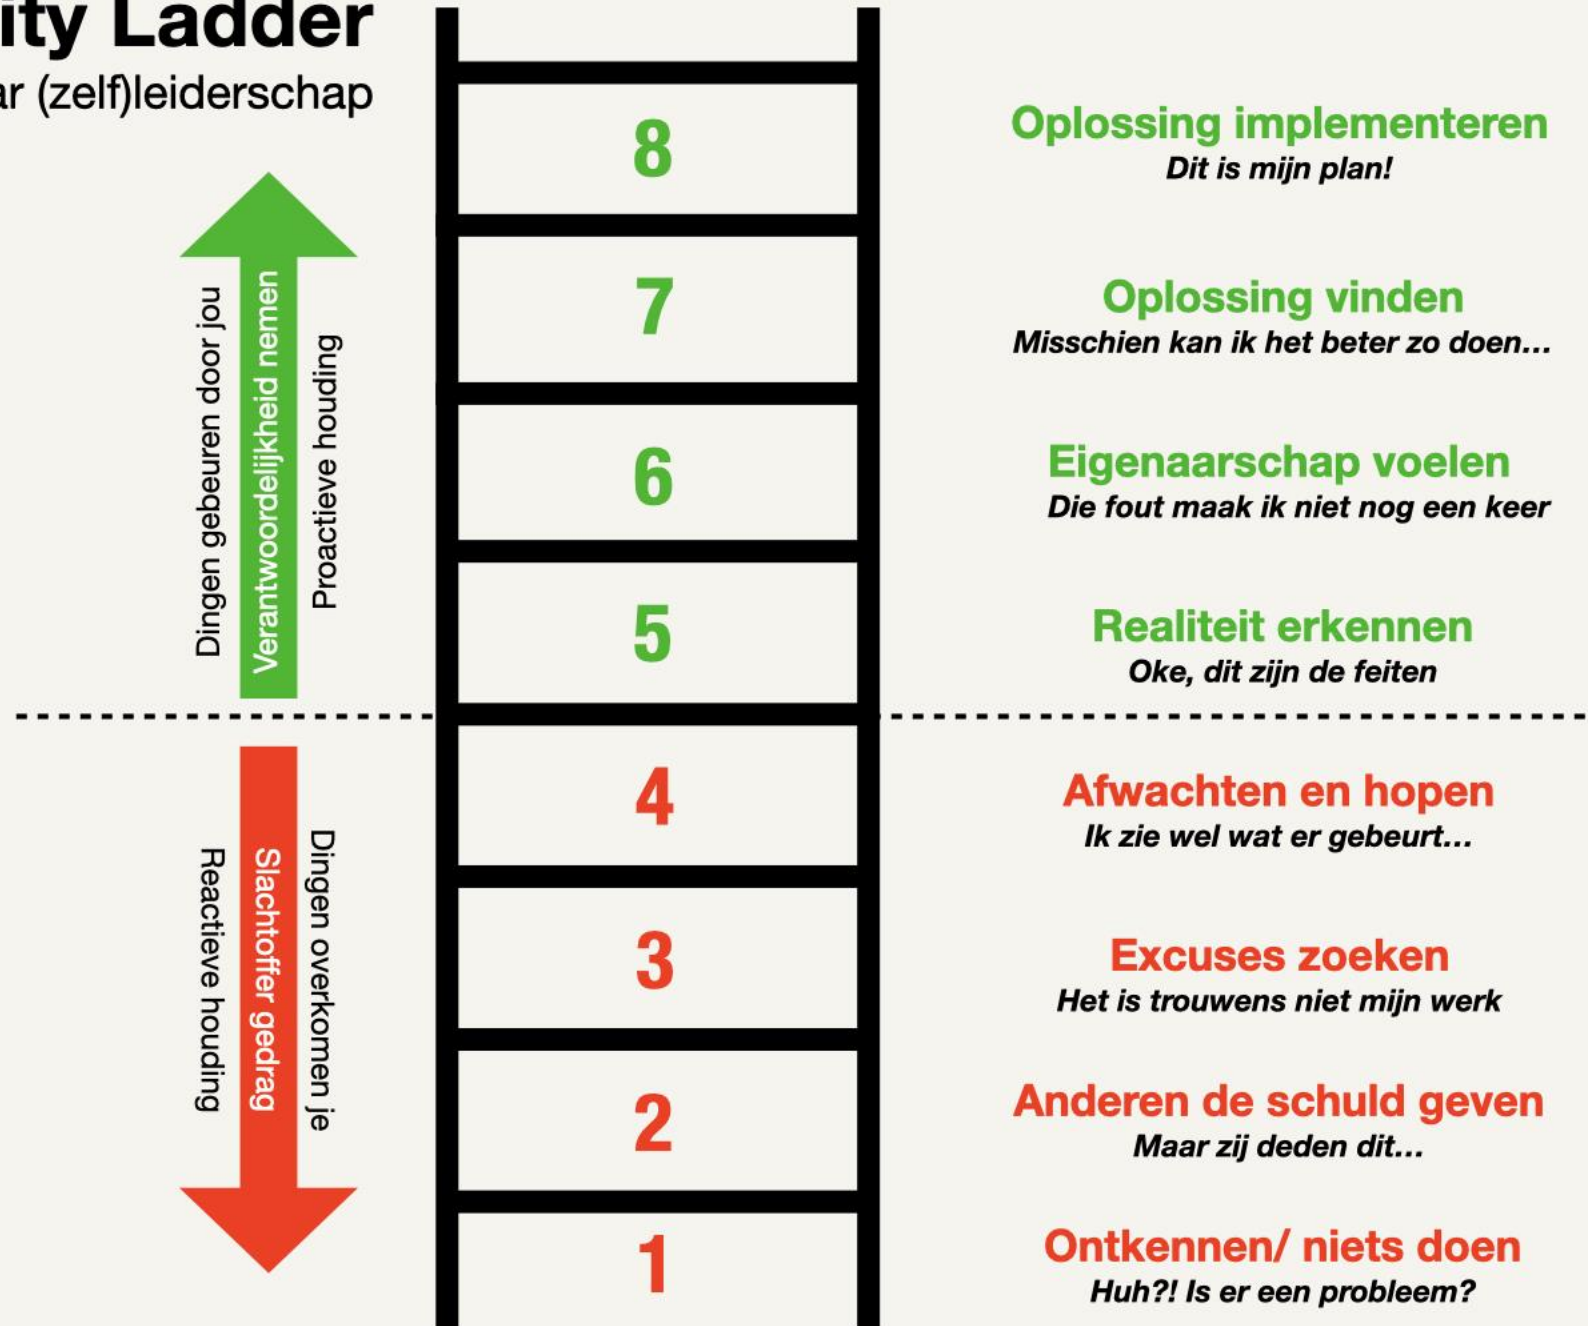 ity Ladder
ar (zelf)leiderschap
8
Oplossing implementeren
Dit is mijn plan!
7
Oplossing vinden
Misschien kan ik het beter zo doen...
6
Eigenaarschap voelen
Die fout maak ik niet nog een keer
5
Realiteit erkennen
Oke, dit zijn de feiten
Dingen gebeuren door jou
Verantwoordelijkheid nemen
Proactieve houding
4
Afwachten en hopen
Ik zie wel wat er gebeurt...
3
Excuses zoeken
Het is trouwens niet mijn werk
2
Anderen de schuld geven
Maar zij deden dit...
1
Ontkennen/ niets doen
Huh?! Is er een probleem?
Dingen overkomen je
Slachtoffer gedrag
Reactieve houding